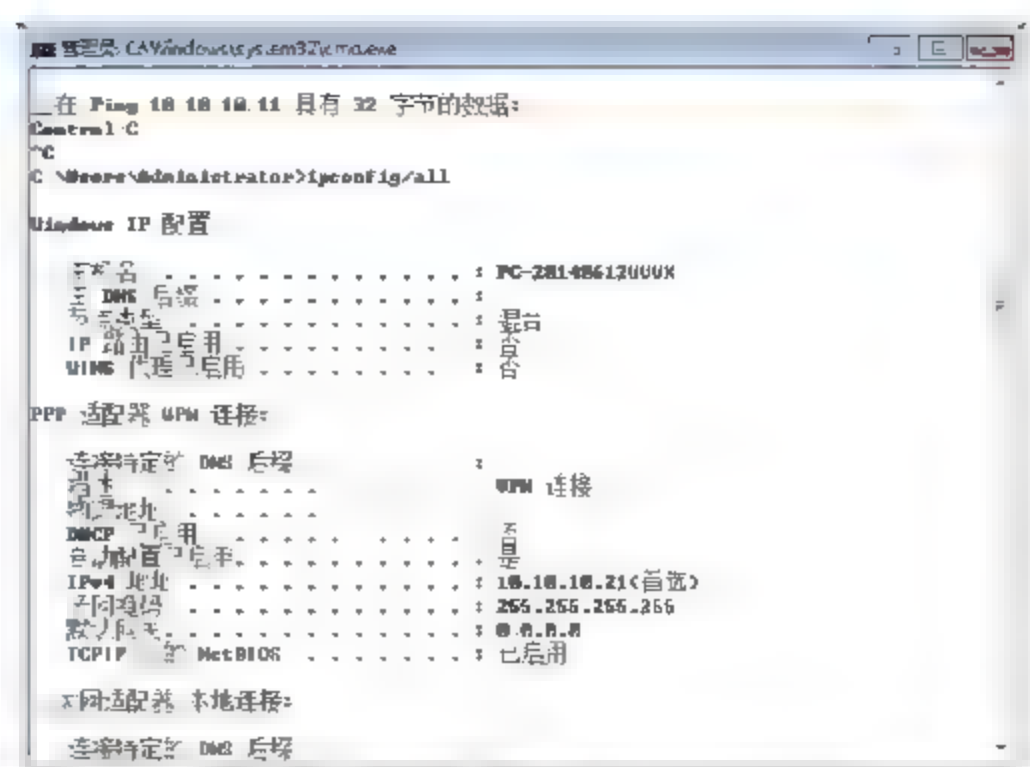 管理员: C:\Windows\system32\cmd.exe
在 Ping 10.10.10.11 具有 32 字节的数据:
Control-C
^C
C:\Users\Administrator>ipconfig/all
Windows IP 配置
主机名 . . . . . . . . . . . . . :
主 DNS 后缀 . . . . . . . . . . . :
节点类型 . . . . . . . . . . . . : 混合
IP 路由已启用 . . . . . . . . . . : 否
WINS 代理已启用 . . . . . . . . . : 否
PPP 适配器 VPN 连接:
连接特定的 DNS 后缀 :
描述 . . . . . . VPN 连接
物理地址 . . . . . .
DHCP 已启用 . . . . . . . . . . 否
自动配置已启用. . . . . . . . . . 是
IPv4 地址 . . . . . . . . . . . . : 10.10.10.21(首选)
子网掩码 . . . . . . . . . . . . : 255.255.255.255
默认网关. . . . . . . . . . . . . : 0.0.0.0
TCPIP 的 NetBIOS . . . . . . . : 已启用
太网适配器 本地连接:
连接特定的 DNS 后缀